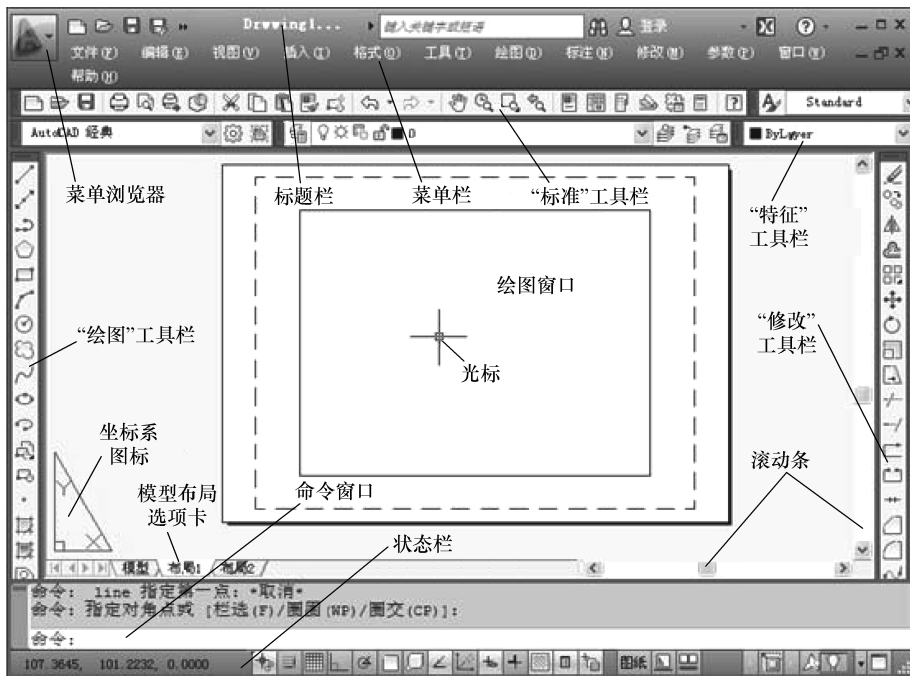 Drawing1...
键入关键字或短语
登录
文件(F) 编辑(E) 视图(V) 插入(I) 格式(O) 工具(T) 绘图(D) 标注(N) 修改(M) 参数(P) 窗口(W)
帮助(H)
Standard
AutoCAD 经典
0
ByLayer
菜单浏览器
标题栏
菜单栏
“标准”工具栏
“特征”
工具栏
绘图窗口
“绘图”工具栏
“修改”
工具栏
光标
坐标系
图标
滚动条
模型布局
选项卡
命令窗口
状态栏
Y
X
模型 布局1 布局2
命令: line 指定第一点: *取消*
命令: 指定对角点或 [栏选(F)/圈围(WP)/圈交(CP)]:
命令:
107.3645, 101.2232, 0.0000
图纸